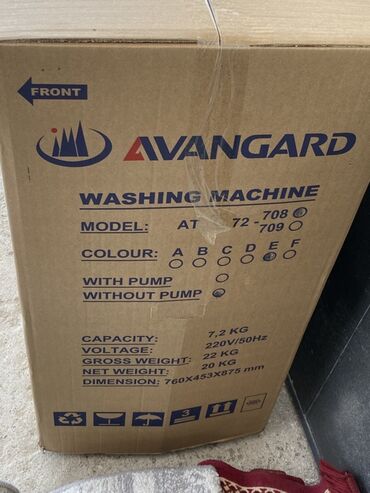 FRONT
AVANGARD
WASHING MACHINE
MODEL: AT 72 - 708
709
COLOUR: A B C D E F
WITH PUMP
WITHOUT PUMP
CAPACITY: 7,2 KG
VOLTAGE: 220V/50Hz
GROSS WEIGHT: 22 KG
NET WEIGHT: 20 KG
DIMENSION: 760X453X875 mm
3